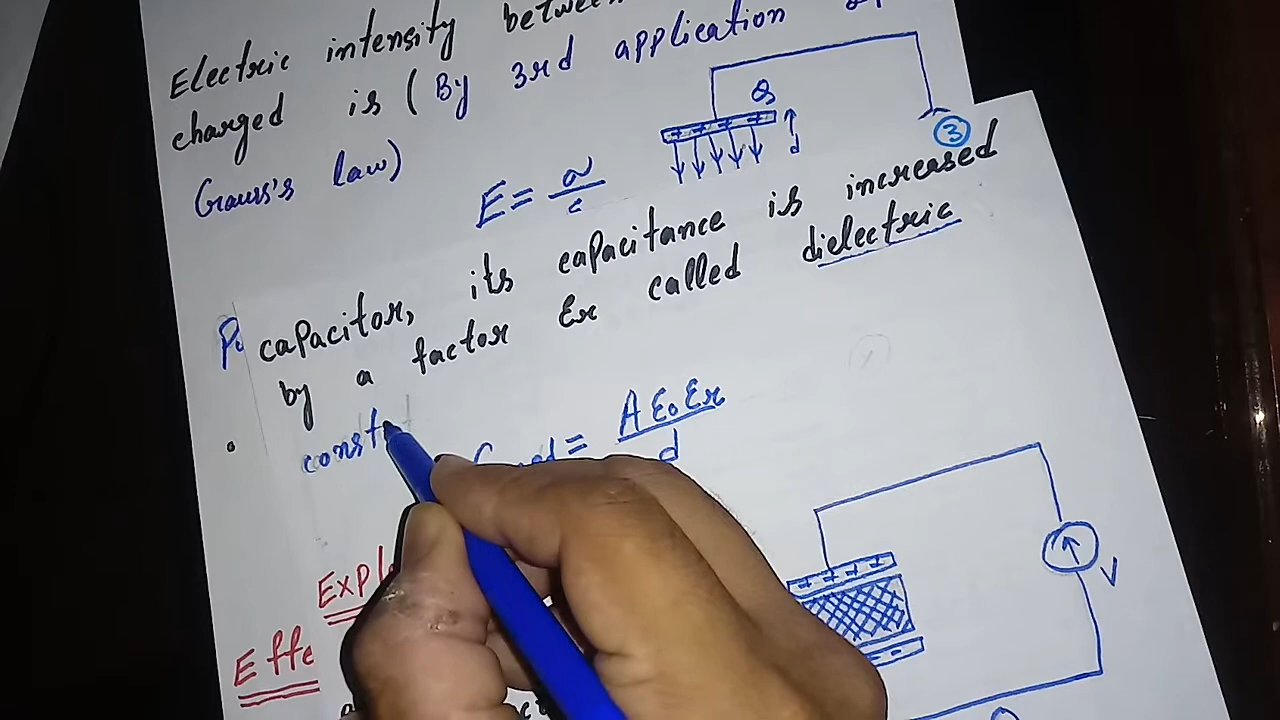 Electric intensity between
charged is (By 3rd application
Gauss's law)
Q
d
E = σ/ε
3
capacitor, its capacitance is increased
by a factor εr called dielectric
const
= Aε₀εr/d
+ + + +
V
Expl
Effe